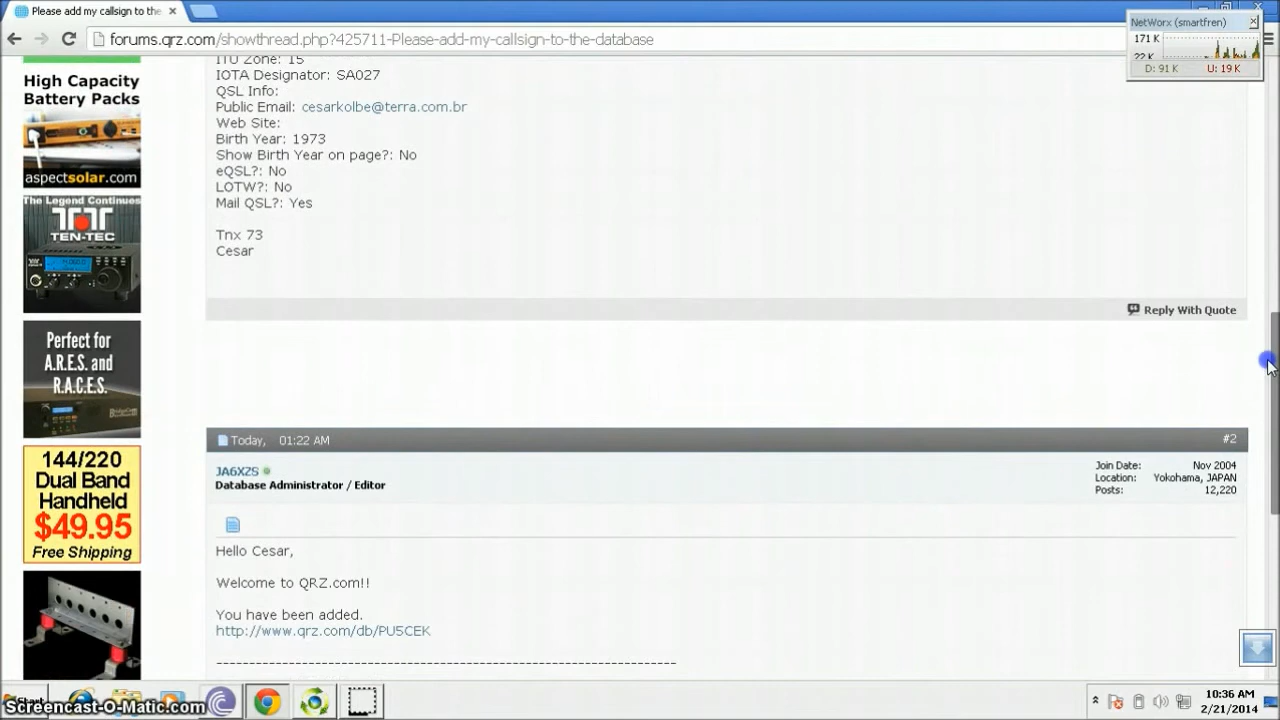 Please add my callsign to the
forums.qrz.com/showthread.php?425711-Please-add-my-callsign-to-the-database
NetWorx (smartfren)
171 K
22 K
D: 91 K U: 19 K
High Capacity
Battery Packs
aspectsolar.com
The Legend Continues
TEN-TEC
Perfect for
A.R.E.S. and
R.A.C.E.S.
144/220
Dual Band
Handheld
$49.95
Free Shipping
ITU Zone: 15
IOTA Designator: SA027
QSL Info:
Public Email: cesarkolbe@terra.com.br
Web Site:
Birth Year: 1973
Show Birth Year on page?: No
eQSL?: No
LOTW?: No
Mail QSL?: Yes
Tnx 73
Cesar
Reply With Quote
Today, 01:22 AM
#2
JA6XZS
Database Administrator / Editor
Join Date: Nov 2004
Location: Yokohama, JAPAN
Posts: 12,220
Hello Cesar,
Welcome to QRZ.com!!
You have been added.
http://www.qrz.com/db/PU5CEK
--------------------------------------------------------------------
Screencast-O-Matic.com
10:36 AM
2/21/2014